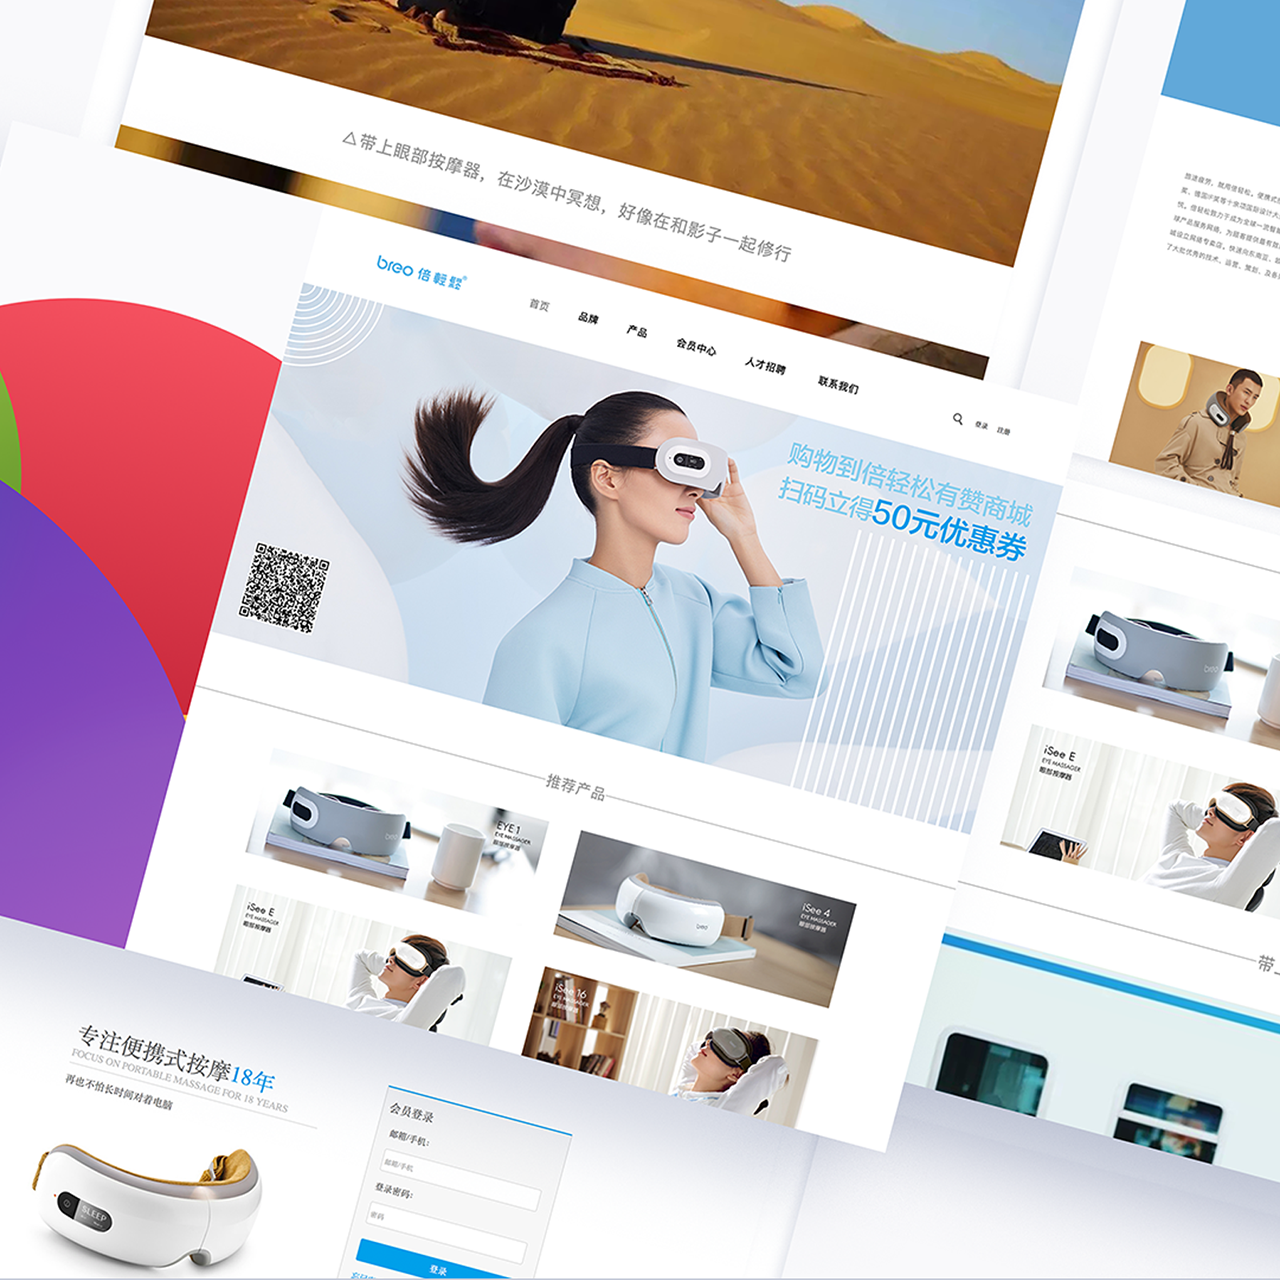 △带上眼部按摩器，在沙漠中冥想，好像在和影子一起修行
breo 倍輕鬆®
首页
品牌
产品
会员中心
人才招聘
联系我们
登录
注册
购物到倍轻松有赞商城
扫码立得50元优惠券
推荐产品
EYE 1
EYE MASSAGER
眼部按摩器
breo
iSee 4
EYE MASSAGER
眼部按摩器
breo
iSee E
EYE MASSAGER
眼部按摩器
iSee 16
EYE MASSAGER
眼部按摩器
breo
iSee E
EYE MASSAGER
眼部按摩器
带上
专注便携式按摩18年
FOCUS ON PORTABLE MASSAGE FOR 18 YEARS
再也不怕长时间对着电脑
SLEEP
会员登录
邮箱/手机：
邮箱/手机
登录密码：
密码
登录